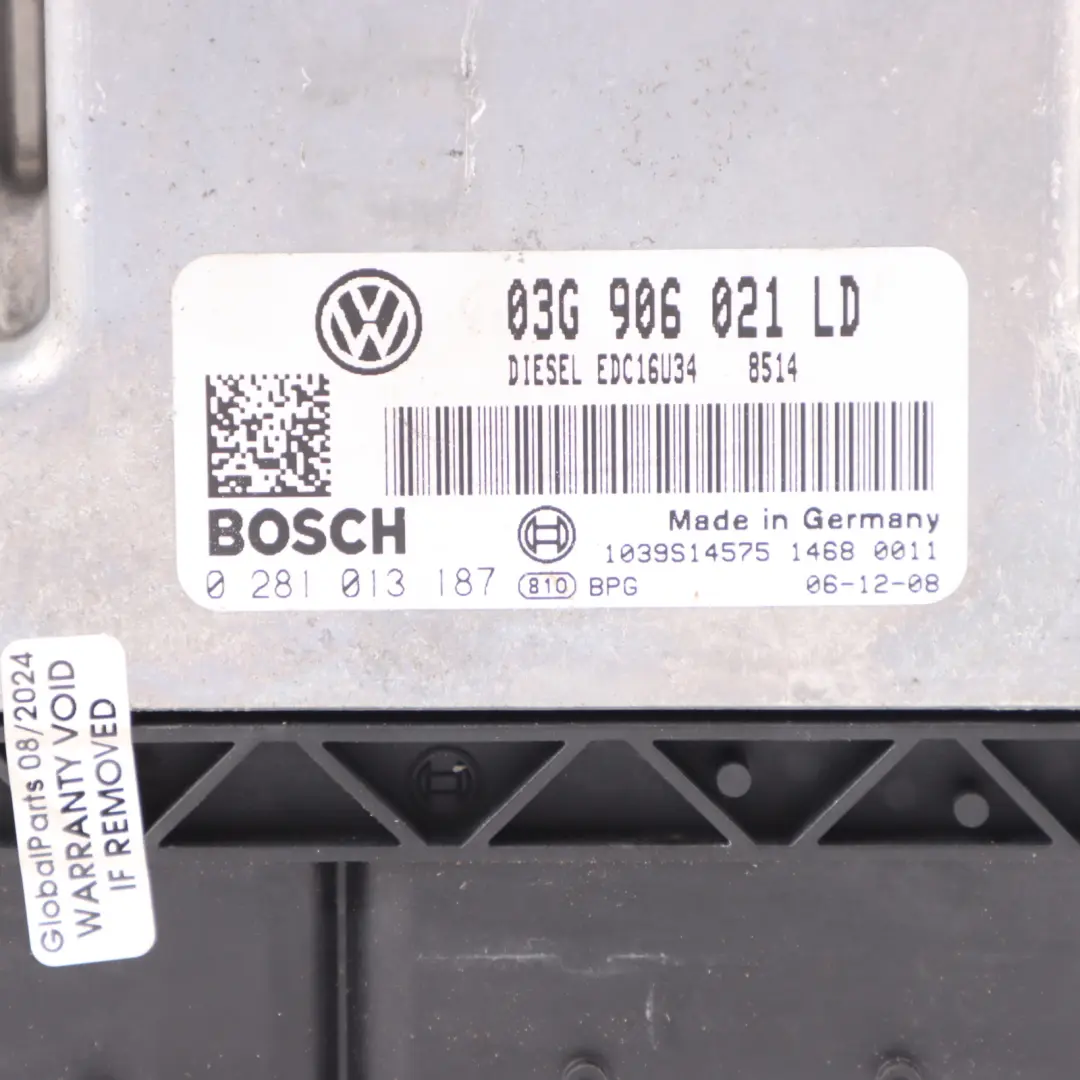 03G 906 021 LD
DIESEL EDC16U34 8514
BOSCH
Made in Germany
1039S14575 1468 0011
0 281 013 187 810 BPG 06-12-08
GlobalParts 08/2024
WARRANTY VOID
IF REMOVED